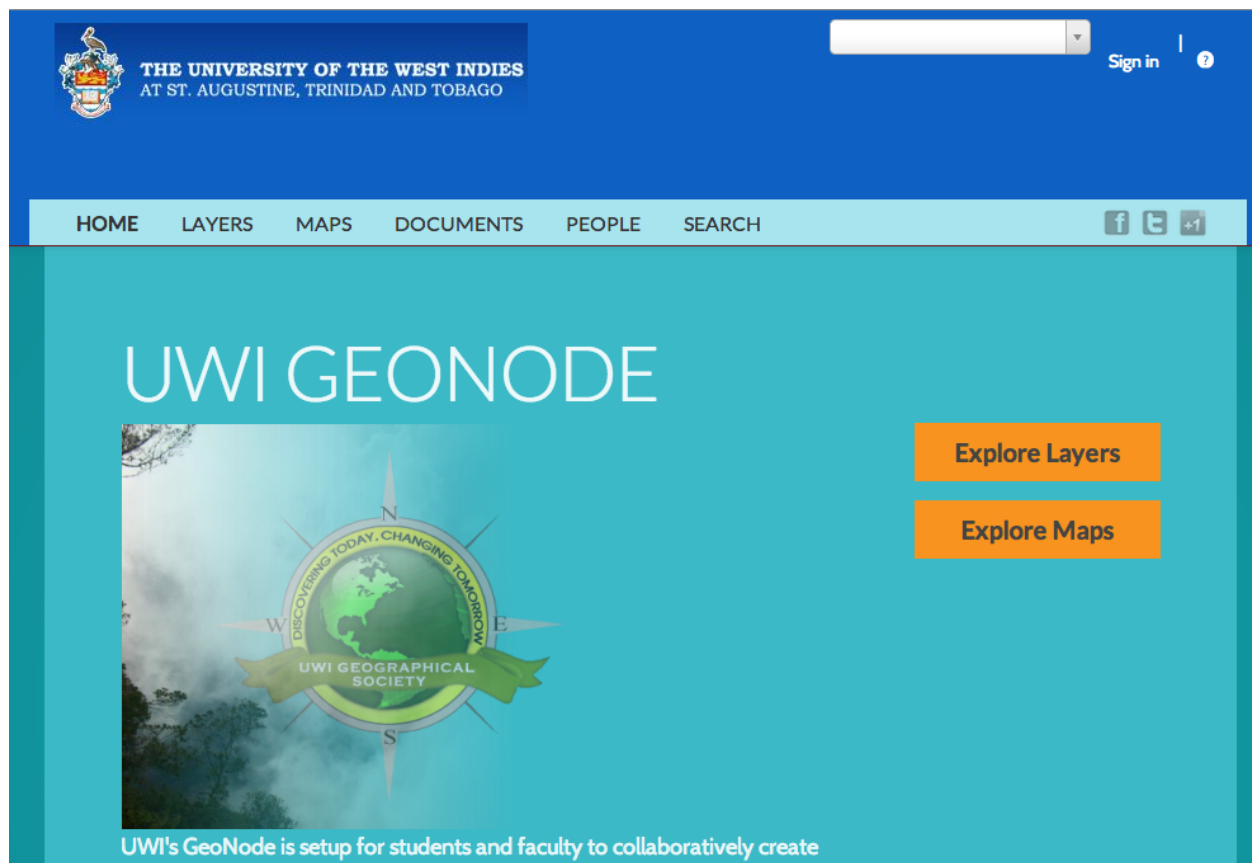 THE UNIVERSITY OF THE WEST INDIES
AT ST. AUGUSTINE, TRINIDAD AND TOBAGO
Sign in
|
?
HOME LAYERS MAPS DOCUMENTS PEOPLE SEARCH
f t +1
UWI GEONODE
Explore Layers
Explore Maps
N
DISCOVERING TODAY. CHANGING TOMORROW
W E
UWI GEOGRAPHICAL
SOCIETY
S
UWI's GeoNode is setup for students and faculty to collaboratively create